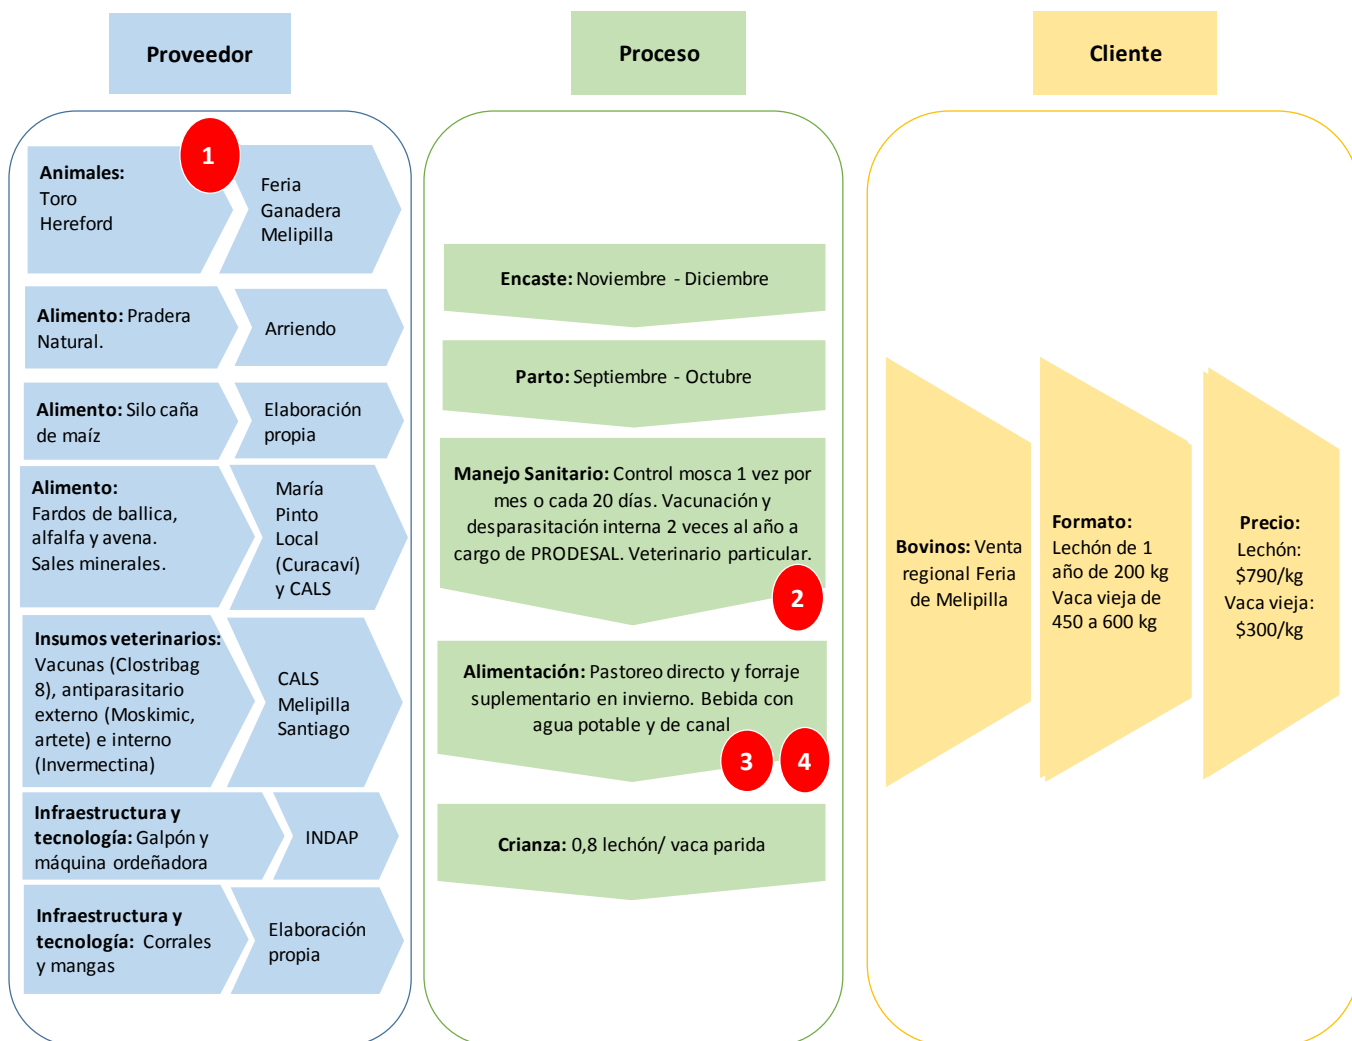 Proveedor
Proceso
Cliente
1
Animales:
Toro
Hereford
Feria
Ganadera
Melipilla
Alimento: Pradera
Natural.
Arriendo
Alimento: Silo caña
de maíz
Elaboración
propia
Alimento:
Fardos de ballica,
alfalfa y avena.
Sales minerales.
María
Pinto
Local
(Curacaví)
y CALS
Insumos veterinarios:
Vacunas (Clostribag
8), antiparasitario
externo (Moskimic,
artete) e interno
(Invermectina)
CALS
Melipilla
Santiago
Infraestructura y
tecnología: Galpón y
máquina ordeñadora
INDAP
Infraestructura y
tecnología: Corrales
y mangas
Elaboración
propia
Encaste: Noviembre - Diciembre
Parto: Septiembre - Octubre
Manejo Sanitario: Control mosca 1 vez por
mes o cada 20 días. Vacunación y
desparasitación interna 2 veces al año a
cargo de PRODESAL. Veterinario particular.
2
Alimentación: Pastoreo directo y forraje
suplementario en invierno. Bebida con
agua potable y de canal
3
4
Crianza: 0,8 lechón/ vaca parida
Bovinos: Venta
regional Feria
de Melipilla
Formato:
Lechón de 1
año de 200 kg
Vaca vieja de
450 a 600 kg
Precio:
Lechón:
$790/kg
Vaca vieja:
$300/kg